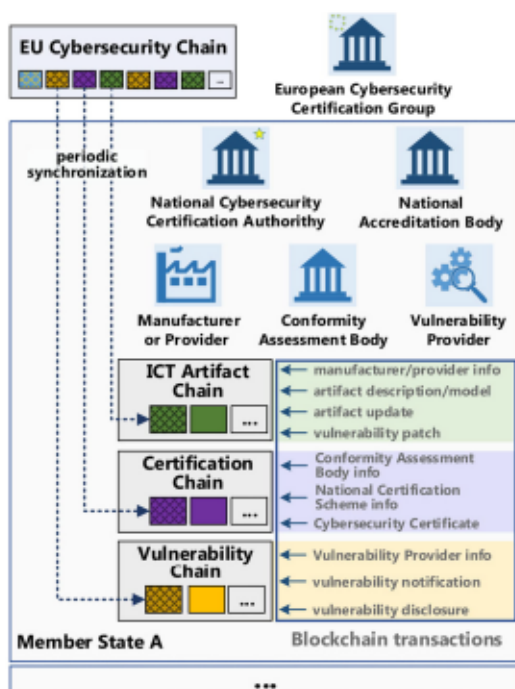 EU Cybersecurity Chain
...
European Cybersecurity
Certification Group
periodic
synchronization
National Cybersecurity
Certification Authorithy
National
Accreditation Body
Manufacturer
or Provider
Conformity
Assessment Body
Vulnerability
Provider
ICT Artifact
Chain
...
manufacturer/provider info
artifact description/model
artifact update
vulnerability patch
Certification
Chain
...
Conformity Assessment
Body info
National Certification
Scheme info
Cybersecurity Certificate
Vulnerability
Chain
...
Vulnerability Provider info
vulnerability notification
vulnerability disclosure
Member State A
Blockchain transactions
...